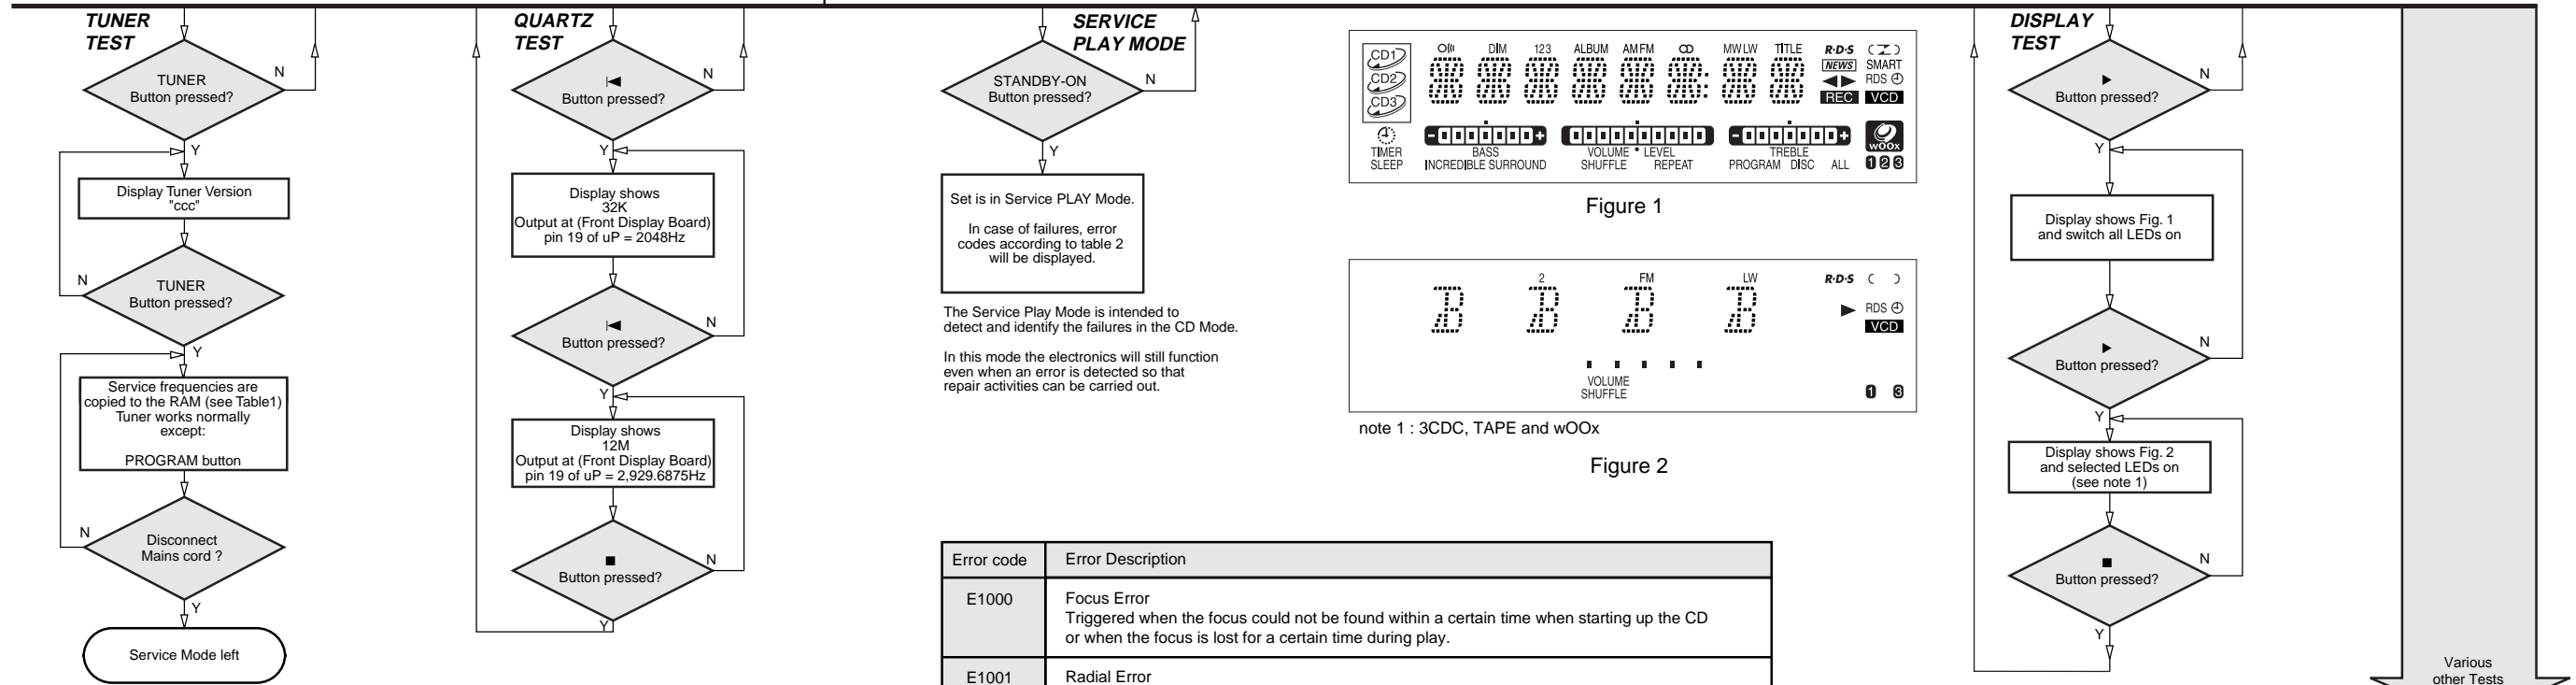 TUNER
TEST
TUNER
Button pressed?
N
Y
Display Tuner Version
"ccc"
TUNER
Button pressed?
N
Y
Service frequencies are
copied to the RAM (see Table1)
Tuner works normally
except:
PROGRAM button
Disconnect
Mains cord ?
N
Y
Service Mode left
QUARTZ
TEST
Button pressed?
N
Y
Display shows
32K
Output at (Front Display Board)
pin 19 of uP = 2048Hz
Button pressed?
N
Y
Display shows
12M
Output at (Front Display Board)
pin 19 of uP = 2,929.6875Hz
Button pressed?
N
Y
SERVICE
PLAY MODE
STANDBY-ON
Button pressed?
N
Y
Set is in Service PLAY Mode.
In case of failures, error
codes according to table 2
will be displayed.
The Service Play Mode is intended to
detect and identify the failures in the CD Mode.
In this mode the electronics will still function
even when an error is detected so that
repair activities can be carried out.
CD1
CD2
CD3
DIM 123 ALBUM AM FM MW LW TITLE R·D·S
NEWS SMART
RDS
REC VCD
TIMER
SLEEP
BASS
INCREDIBLE SURROUND
VOLUME • LEVEL
SHUFFLE REPEAT
TREBLE
PROGRAM DISC ALL
wOOx
1 2 3
Figure 1
2 FM LW R·D·S ( )
B B B B
RDS
VCD
VOLUME
SHUFFLE
1 3
note 1 : 3CDC, TAPE and wOOx
Figure 2
Error code Error Description
E1000 Focus Error
Triggered when the focus could not be found within a certain time when starting up the CD
or when the focus is lost for a certain time during play.
E1001 Radial Error
DISPLAY
TEST
Button pressed?
N
Y
Display shows Fig. 1
and switch all LEDs on
Button pressed?
N
Y
Display shows Fig. 2
and selected LEDs on
(see note 1)
Button pressed?
N
Y
Various
other Tests